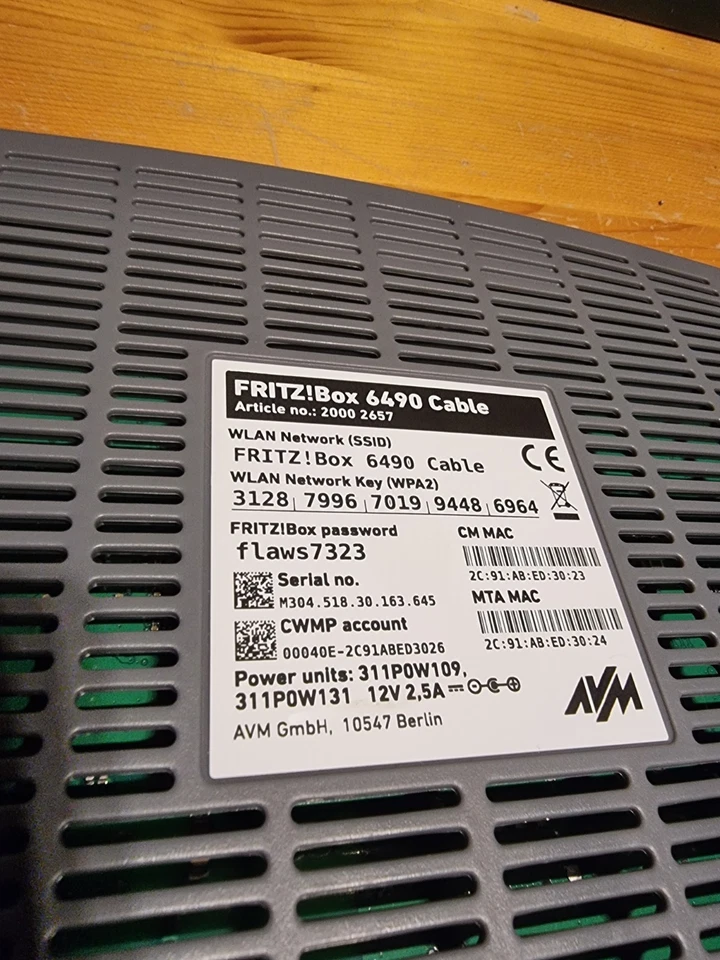 FRITZ!Box 6490 Cable
Article no.: 2000 2657
WLAN Network (SSID)
FRITZ!Box 6490 Cable
CE
WLAN Network Key (WPA2)
3128 7996 7019 9448 6964
FRITZ!Box password
flaws7323
CM MAC
2C:91:AB:ED:30:23
Serial no.
M304.518.30.163.645
MTA MAC
2C:91:AB:ED:30:24
CWMP account
00040E-2C91ABED3026
Power units: 311P0W109,
311P0W131 12V 2,5A
AVM GmbH, 10547 Berlin
AVM